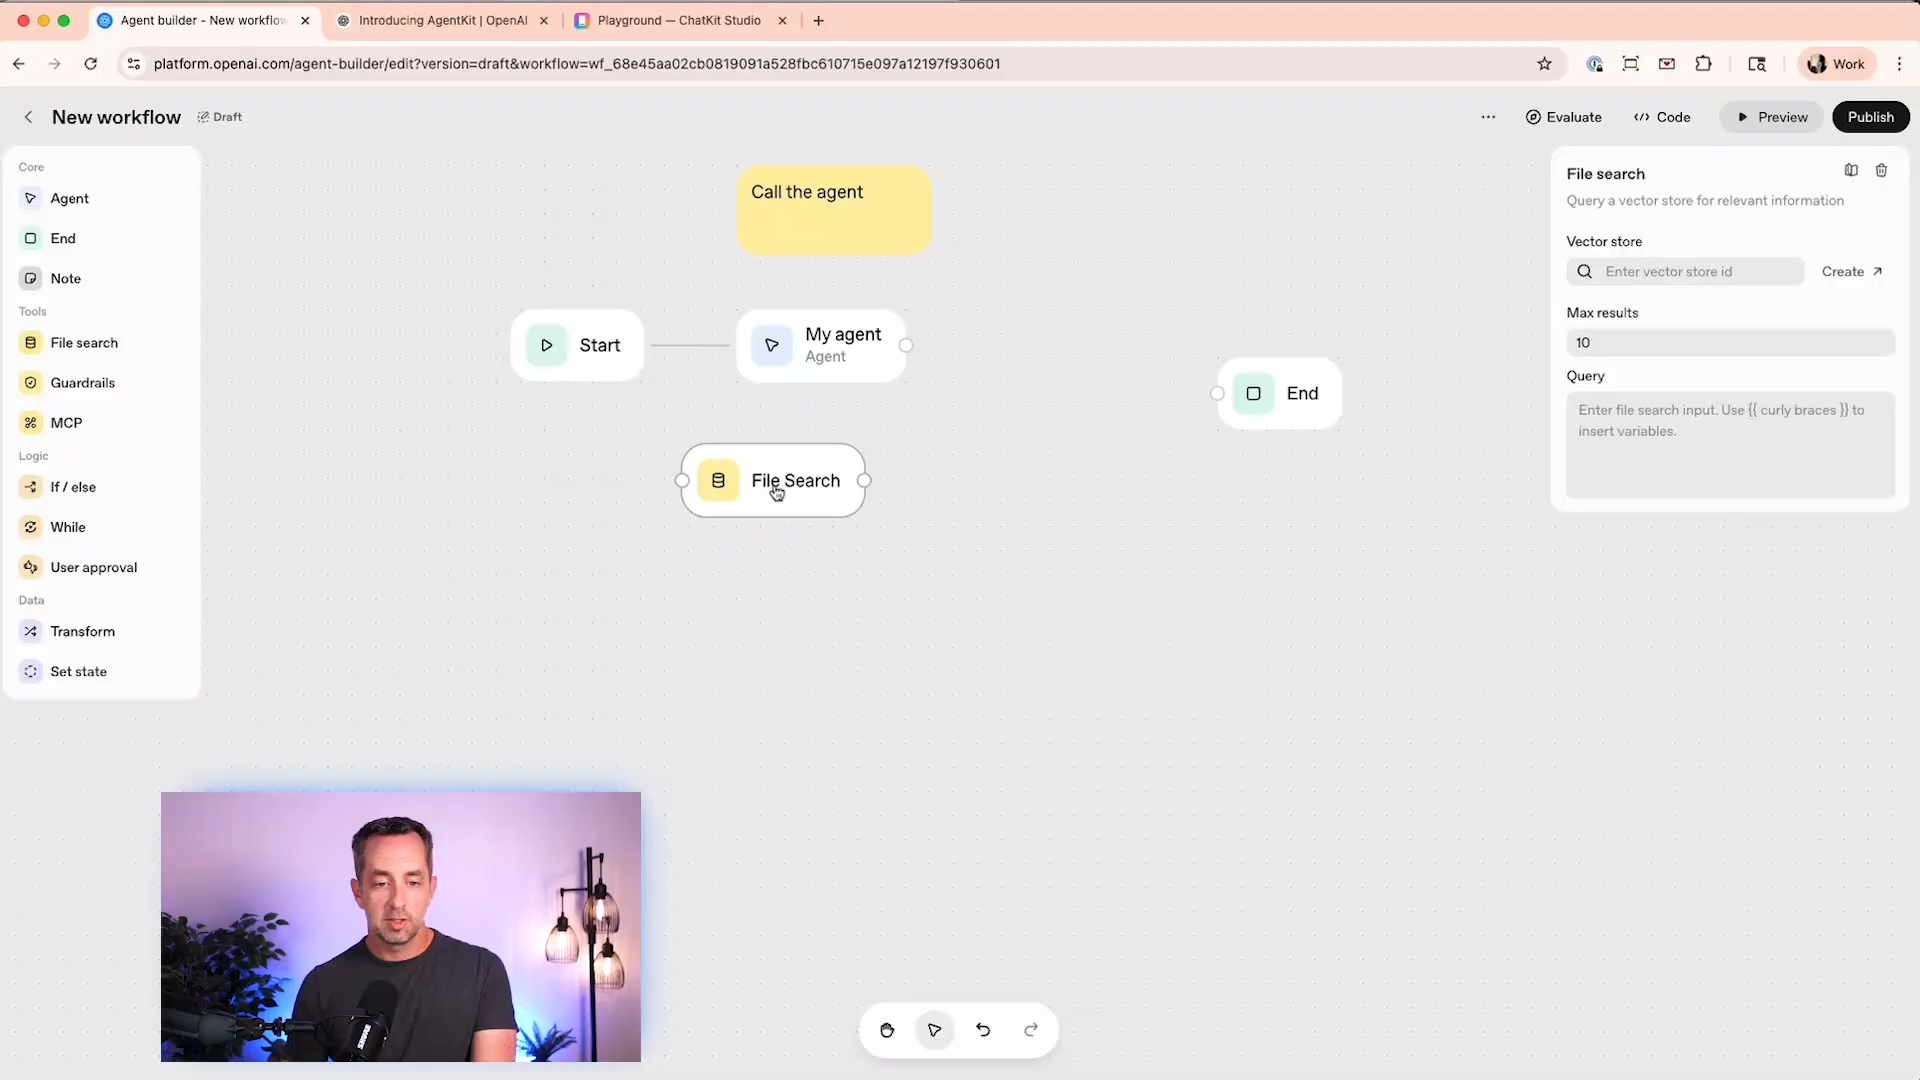 Agent builder - New workflow
Introducing AgentKit | OpenAI
Playground — ChatKit Studio
platform.openai.com/agent-builder/edit?version=draft&workflow=wf_68e45aa02cb0819091a528fbc610715e097a12197f930601
Work
New workflow
Draft
Evaluate
Code
Preview
Publish
Core
Agent
End
Note
Tools
File search
Guardrails
MCP
Logic
If / else
While
User approval
Data
Transform
Set state
Call the agent
Start
My agent
Agent
End
File Search
File search
Query a vector store for relevant information
Vector store
Enter vector store id
Create
Max results
10
Query
Enter file search input. Use {{ curly braces }} to
insert variables.
SHURE